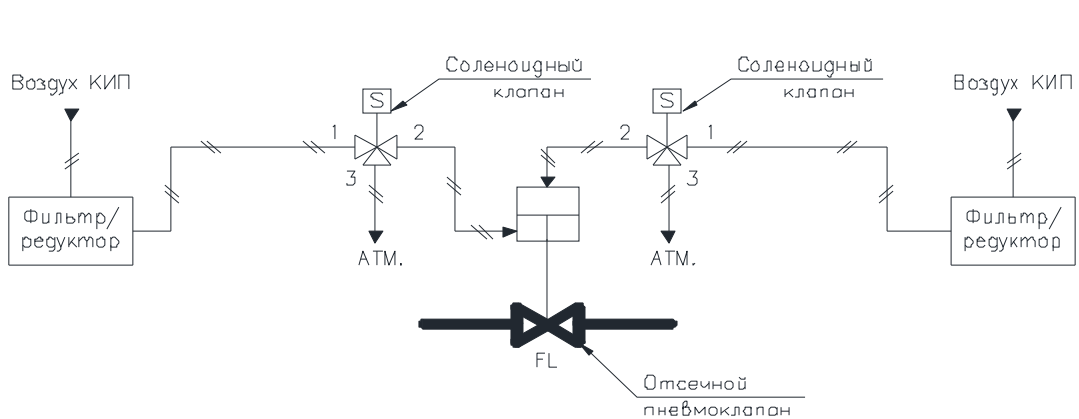 Соленоидный
клапан
Соленоидный
клапан
Воздух КИП
Воздух КИП
S
S
1
2
2
1
3
3
Фильтр/
редуктор
Фильтр/
редуктор
АТМ.
АТМ.
FL
Отсечной
пневмоклапан